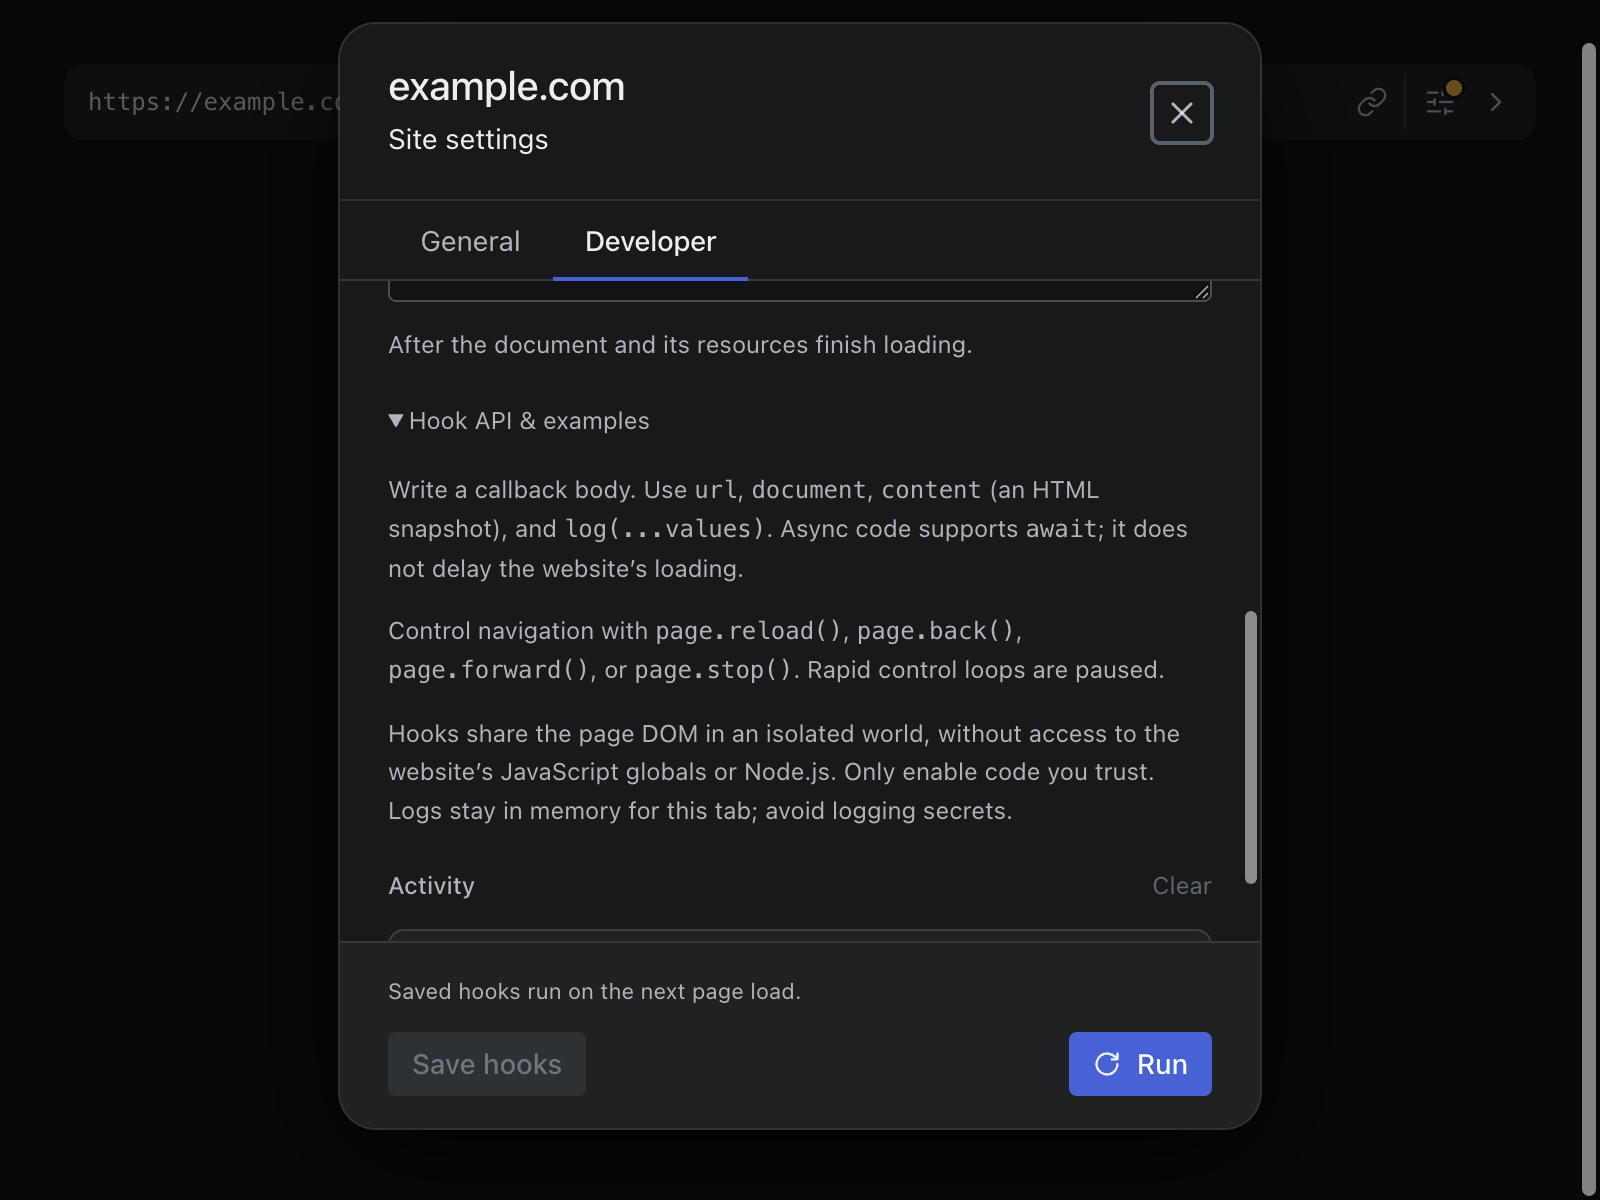 https://example.co
example.com
Site settings
General
Developer
After the document and its resources finish loading.
Hook API & examples
Write a callback body. Use url, document, content (an HTML
snapshot), and log(...values). Async code supports await; it does
not delay the website’s loading.
Control navigation with page.reload(), page.back(),
page.forward(), or page.stop(). Rapid control loops are paused.
Hooks share the page DOM in an isolated world, without access to the
website’s JavaScript globals or Node.js. Only enable code you trust.
Logs stay in memory for this tab; avoid logging secrets.
Activity
Clear
Saved hooks run on the next page load.
Save hooks
Run